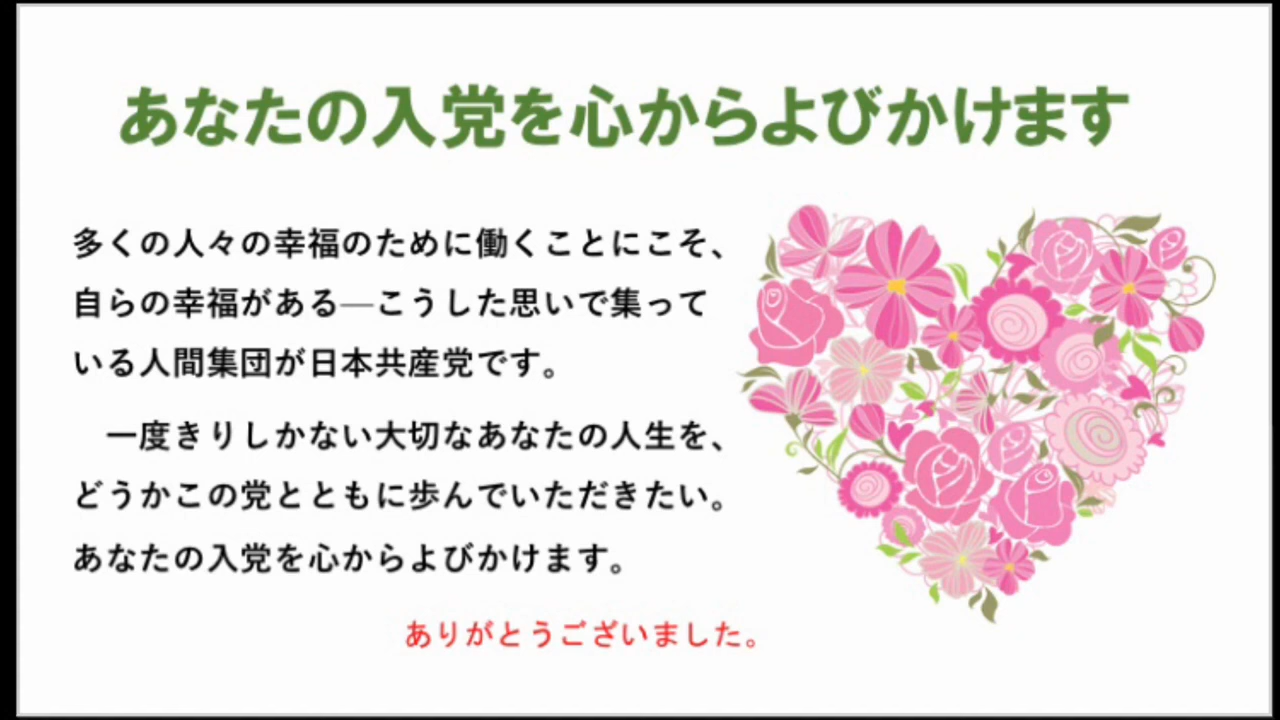 あなたの入党を心からよびかけます
多くの人々の幸福のために働くことにこそ、
自らの幸福がある―こうした思いで集って
いる人間集団が日本共産党です。
　一度きりしかない大切なあなたの人生を、
どうかこの党とともに歩んでいただきたい。
あなたの入党を心からよびかけます。
ありがとうございました。